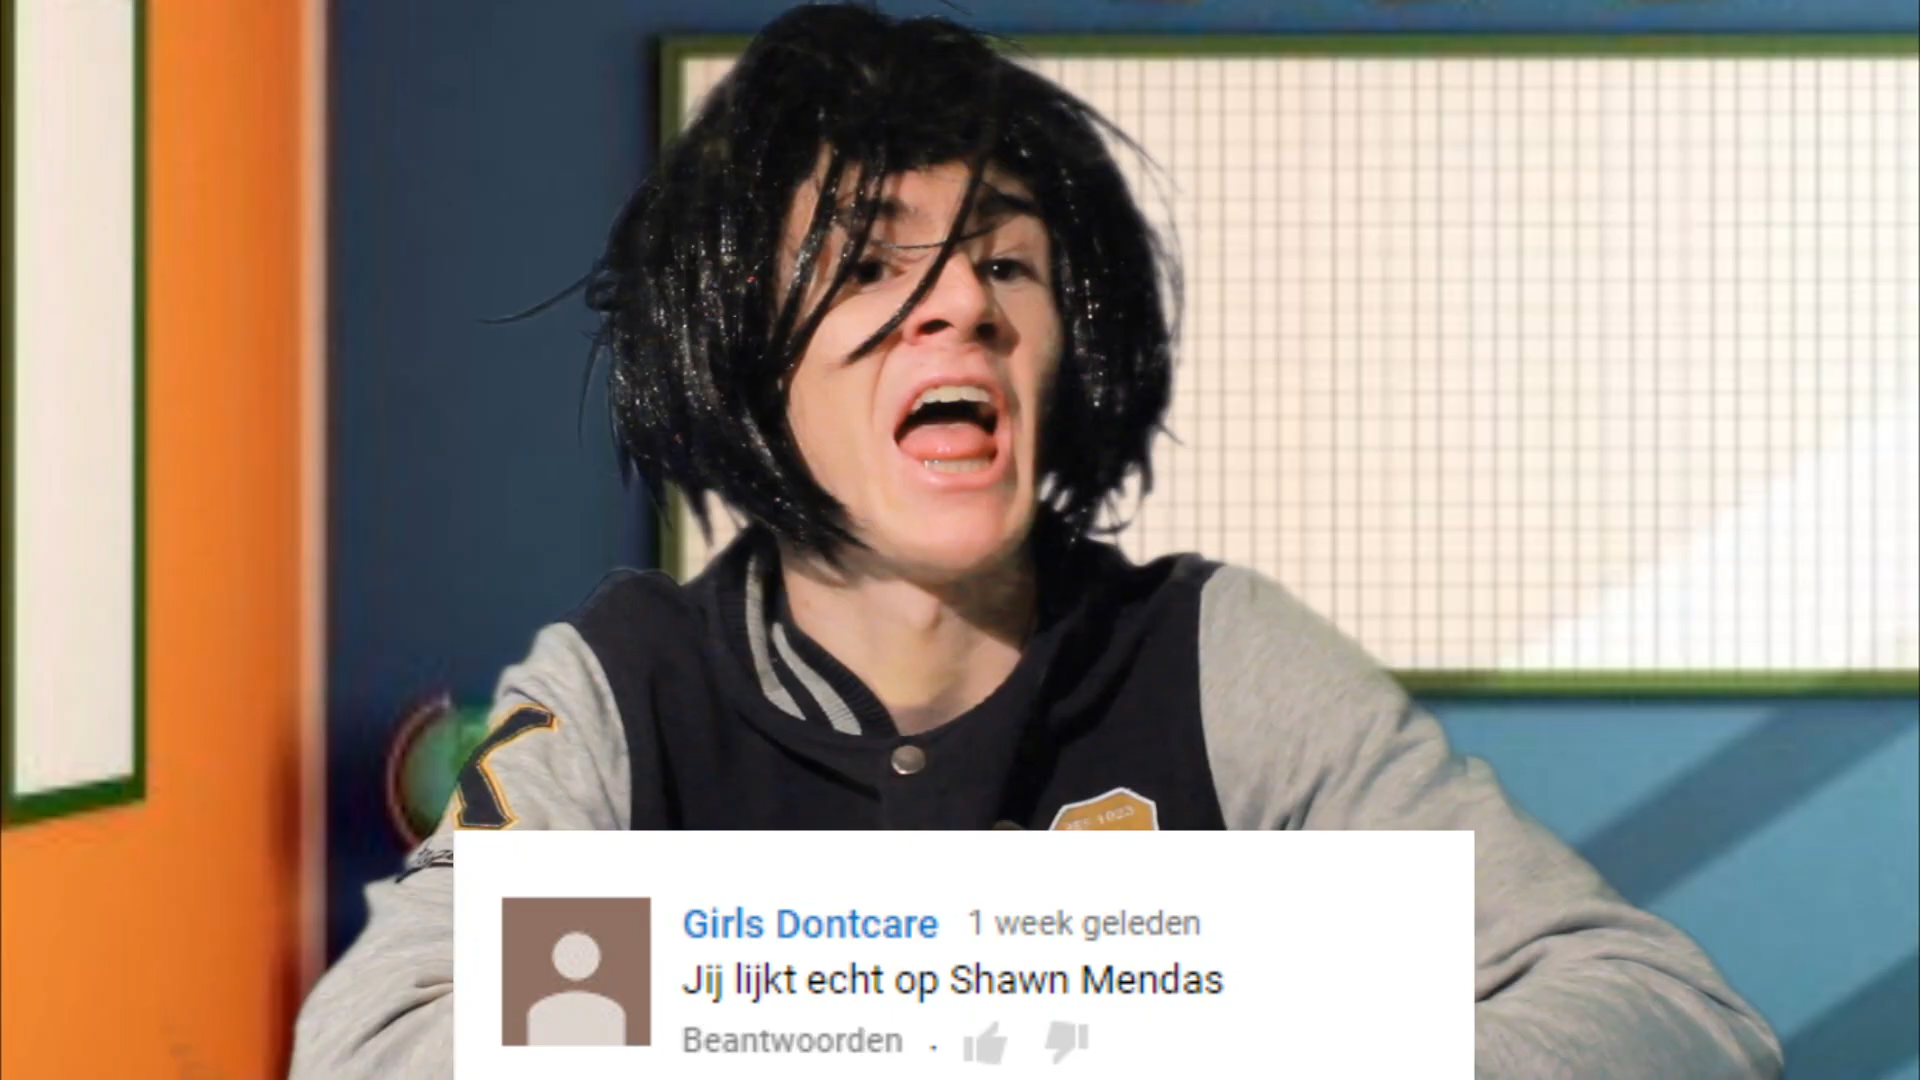 K
Girls Dontcare 1 week geleden
Jij lijkt echt op Shawn Mendas
Beantwoorden .